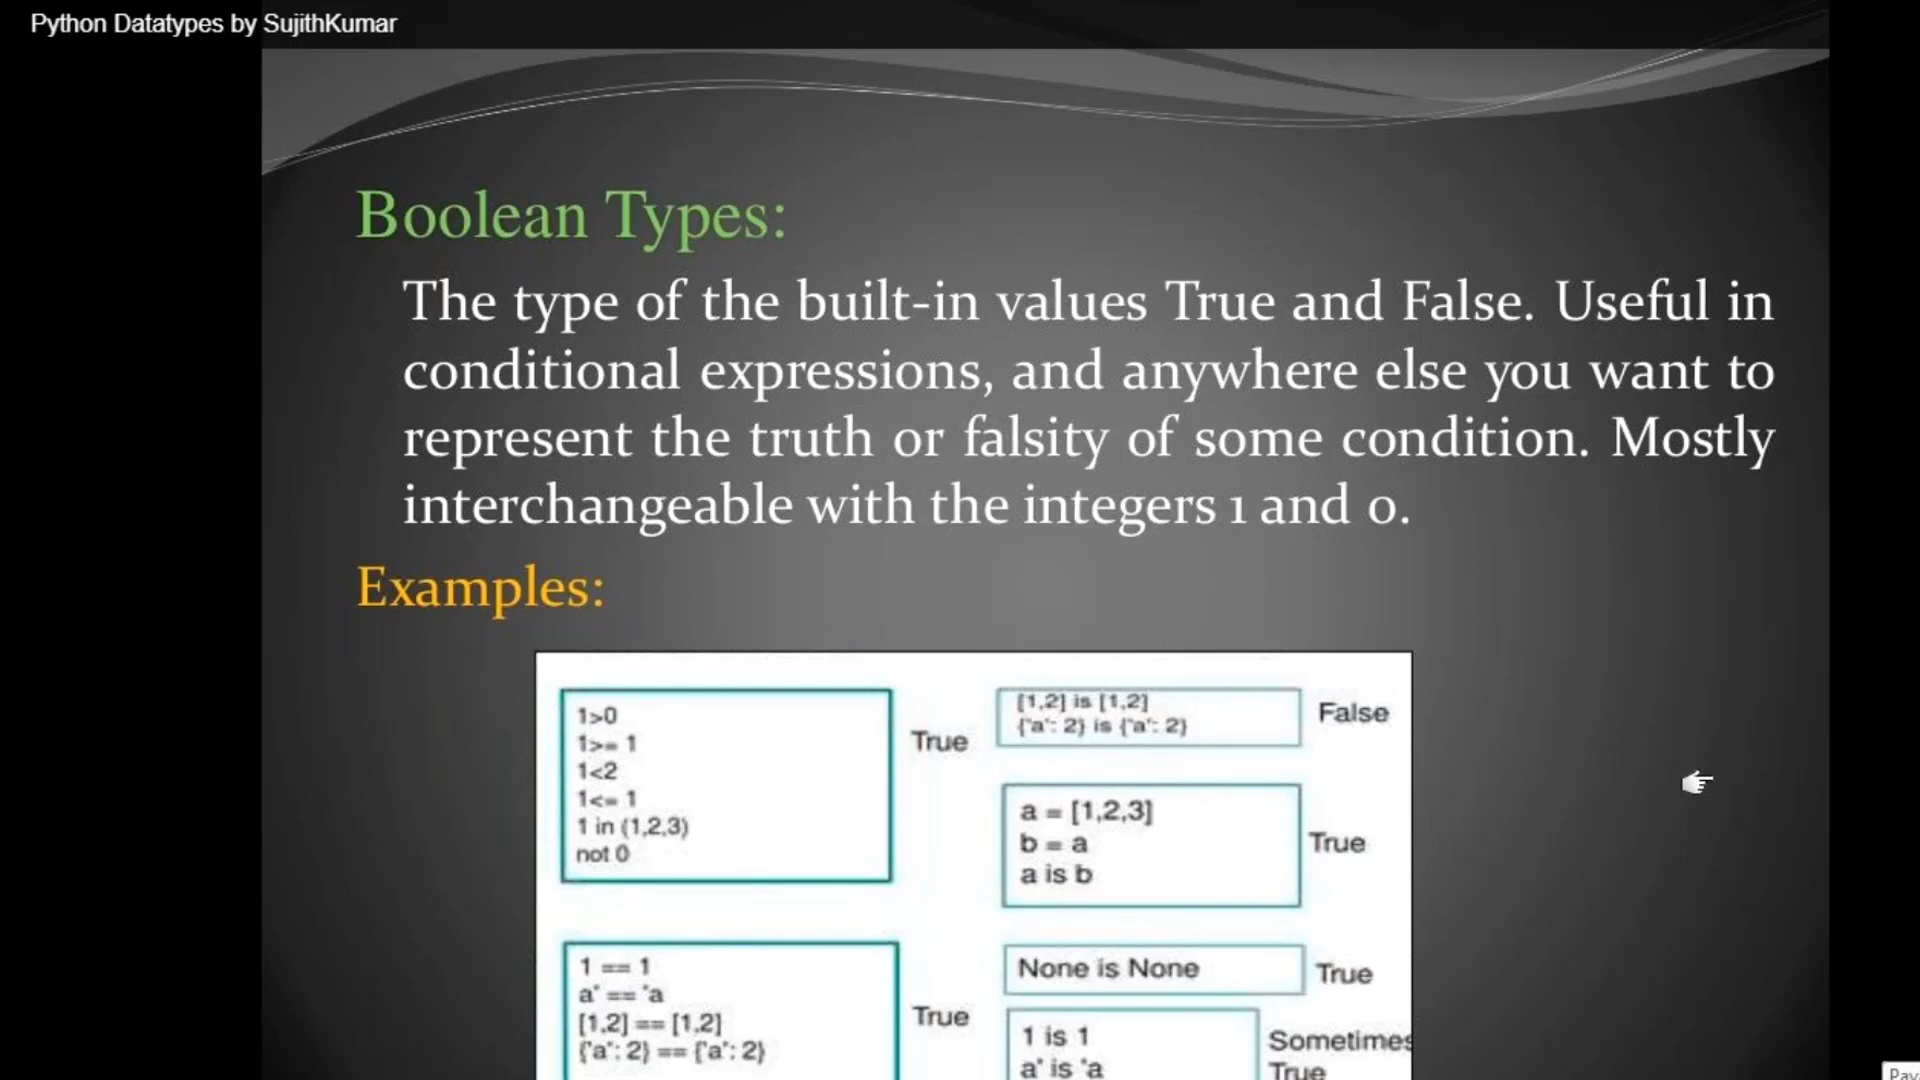 Python Datatypes by SujithKumar
Boolean Types:
The type of the built-in values True and False. Useful in
conditional expressions, and anywhere else you want to
represent the truth or falsity of some condition. Mostly
interchangeable with the integers 1 and 0.
Examples:
1>0
1>= 1
1<2
1<= 1
1 in (1,2,3)
not 0
True
[1,2] is [1,2]
{'a': 2} is {'a': 2}
False
a = [1,2,3]
b = a
a is b
True
1 == 1
a' == 'a
[1,2] == [1,2]
{'a': 2} == {'a': 2}
True
None is None
True
1 is 1
a' is 'a
Sometimes
True